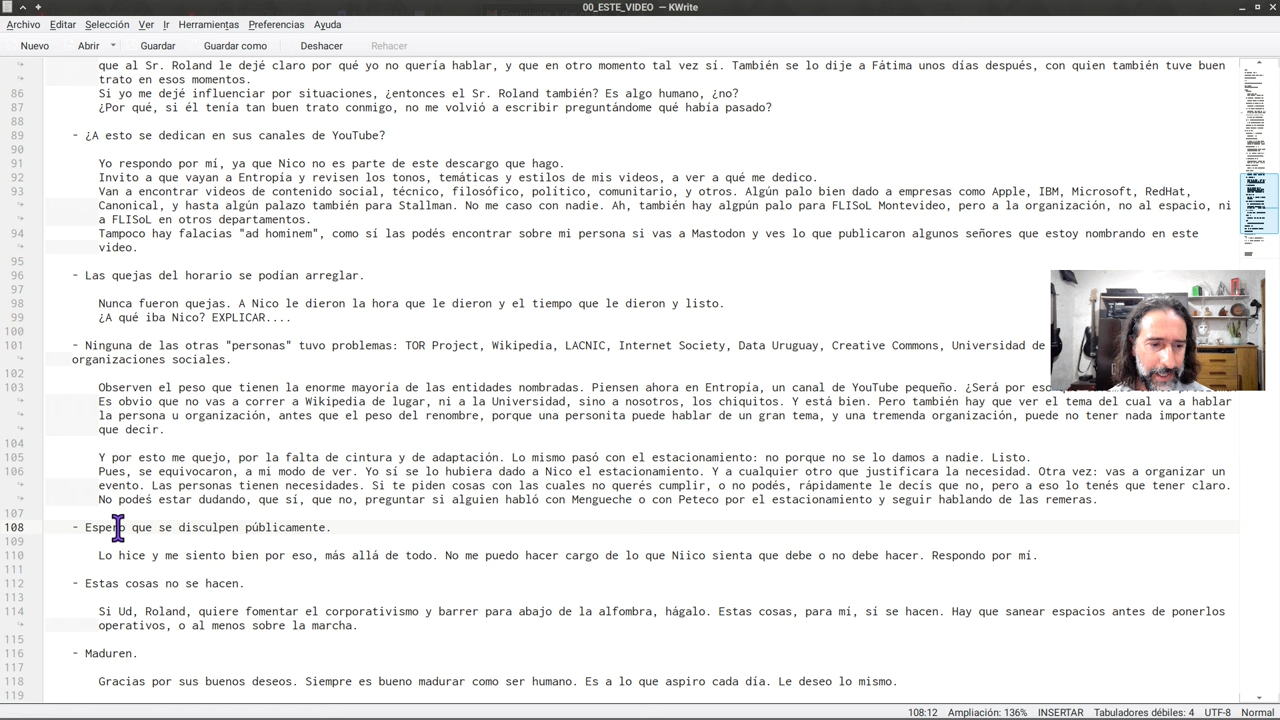 00_ESTE_VIDEO — KWrite
Archivo Editar Selección Ver Ir Herramientas Preferencias Ayuda
Nuevo Abrir Guardar Guardar como Deshacer Rehacer
que al Sr. Roland le dejé claro por qué yo no quería hablar, y que en otro momento tal vez sí. También se lo dije a Fátima unos días después, con quien también tuve buen
trato en esos momentos.
86 Si yo me dejé influenciar por situaciones, entonces el Sr. Roland también? Es algo humano, ¿no?
87 ¿Por qué, si él tenía tan buen trato conmigo, no me volvió a escribir preguntándome qué había pasado?
88
89 - ¿A esto se dedican en sus canales de YouTube?
90
91 Yo respondo por mí, ya que Nico no es parte de este descargo que hago.
92 Invito a que vayan a Entropía y revisen los tonos, temáticas y estilo de mis videos, a ver a qué me dedico.
93 Van a encontrar videos de contenido social, técnico, filosófico, político, comunitario, y otros. Algún palo he dado a empresas como Apple, IBM, Microsoft, RedHat,
Canonical, y hasta algún palazo también para Stallman. No me caso con nadie. Ah, también hay algún palo para FLISoL Montevideo, pero a la organización, no al espacio, ni
a FLISoL en otros departamentos.
94 Tampoco hay falacias "ad hominem", como sí las podés encontrar sobre mi persona si vas a Mastodon y ves lo que publicaron algunos señores que estoy nombrando en este
video.
95
96 - Las quejas del horario se podían arreglar.
97
98 Nunca fueron quejas. A Nico le dieron la hora que le dieron y el tiempo que le dieron y listo.
99 ¿A qué iba Nico? EXPLICAR....
100
101 - Ninguna de las otras "personas" tuvo problemas: TOR Project, Wikipedia, LACNIC, Internet Society, Data Uruguay, Creative Commons, Universidad de
organizaciones sociales.
102
103 Observen el peso que tienen la enorme mayoría de las entidades nombradas. Piensen ahora en Entropía, un canal de YouTube pequeño. ¿Será por eso
Es obvio que no vas a correr a Wikipedia de lugar, ni a la Universidad, sino a nosotros, los chiquitos. Y está bien. Pero también hay que ver el tema del cual va a hablar
la persona u organización, antes que el peso del renombre, porque una personita puede hablar de un gran tema, y una tremenda organización, puede no tener nada importante
que decir.
104
105 Y por esto me quejo, por la falta de cintura y de adaptación. Lo mismo pasó con el estacionamiento: no porque no se lo damos a nadie. Listo.
106 Pues, se equivocaron, a mi modo de ver. Yo sí se lo hubiera dado a Nico el estacionamiento. Y a cualquier otro que justificara la necesidad. Otra vez: vas a organizar un
evento. Las personas tienen necesidades. Si te piden cosas con las cuales no querés cumplir, o no podés, rápidamente le decís que no, pero a eso lo tenés que tener claro.
No podeś estar dudando, que sí, que no, preguntar si alguien habló con Mengueche o con Peteco por el estacionamiento y seguir hablando de las remeras.
107
108 - Espero que se disculpen públicamente.
109
110 Lo hice y me siento bien por eso, más allá de todo. No me puedo hacer cargo de lo que Niico sienta que debe o no debe hacer. Respondo por mí.
111
112 - Estas cosas no se hacen.
113
114 Si Ud, Roland, quiere fomentar el corporativismo y barrer para abajo de la alfombra, hágalo. Estas cosas, para mí, sí se hacen. Hay que sanear espacios antes de ponerlos
operativos, o al menos sobre la marcha.
115
116 - Maduren.
117
118 Gracias por sus buenos deseos. Siempre es bueno madurar como ser humano. Es a lo que aspiro cada día. Le deseo lo mismo.
119
108:12 Ampliación: 136% INSERTAR Tabuladores débiles: 4 UTF-8 Normal